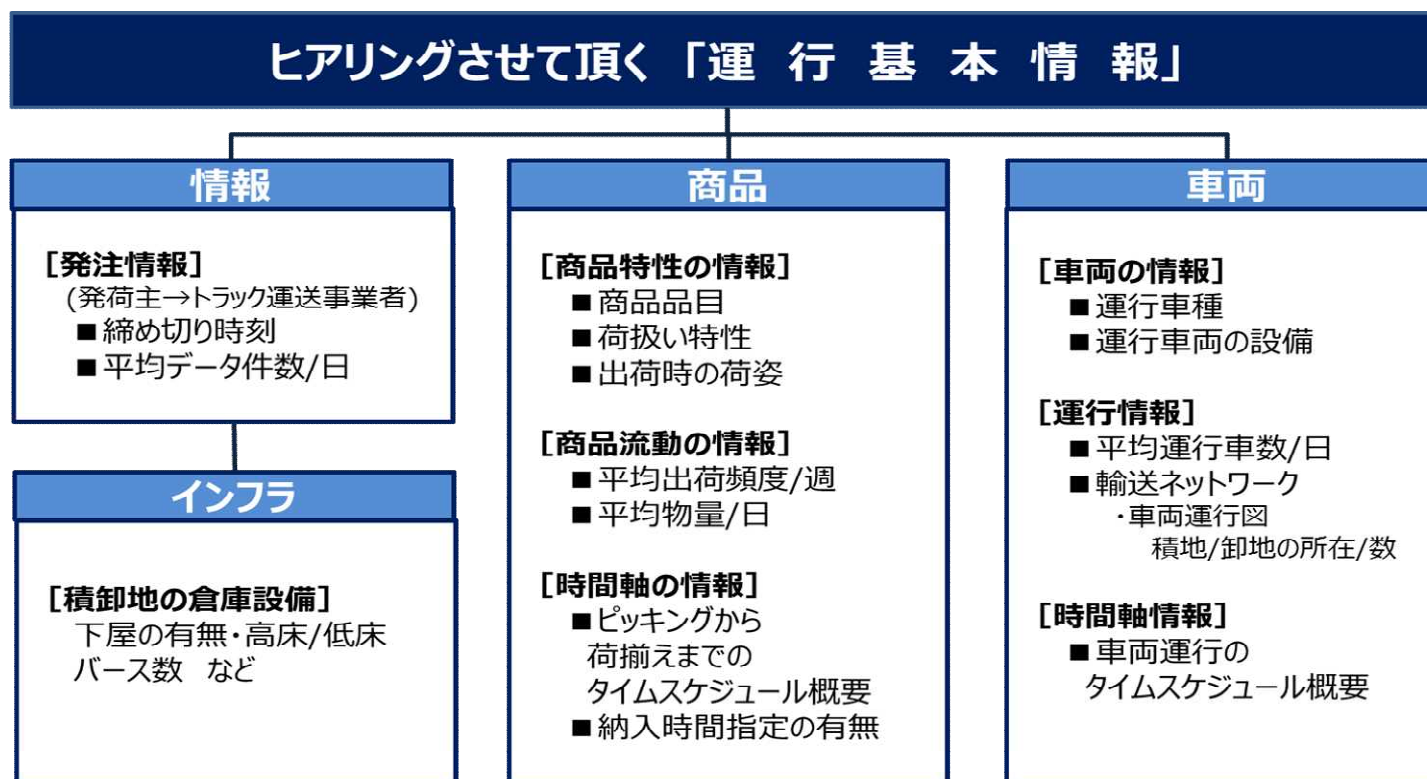 ヒアリングさせて頂く「運 行 基 本 情 報」
情報
[発注情報]
(発荷主→トラック運送事業者)
■締め切り時刻
■平均データ件数/日
インフラ
[積卸地の倉庫設備]
下屋の有無・高床/低床
バース数 など
商品
[商品特性の情報]
■商品品目
■荷扱い特性
■出荷時の荷姿
[商品流動の情報]
■平均出荷頻度/週
■平均物量/日
[時間軸の情報]
■ピッキングから
荷揃えまでの
タイムスケジュール概要
■納入時間指定の有無
車両
[車両の情報]
■運行車種
■運行車両の設備
[運行情報]
■平均運行車数/日
■輸送ネットワーク
・車両運行図
積地/卸地の所在/数
[時間軸情報]
■車両運行の
タイムスケジュール概要